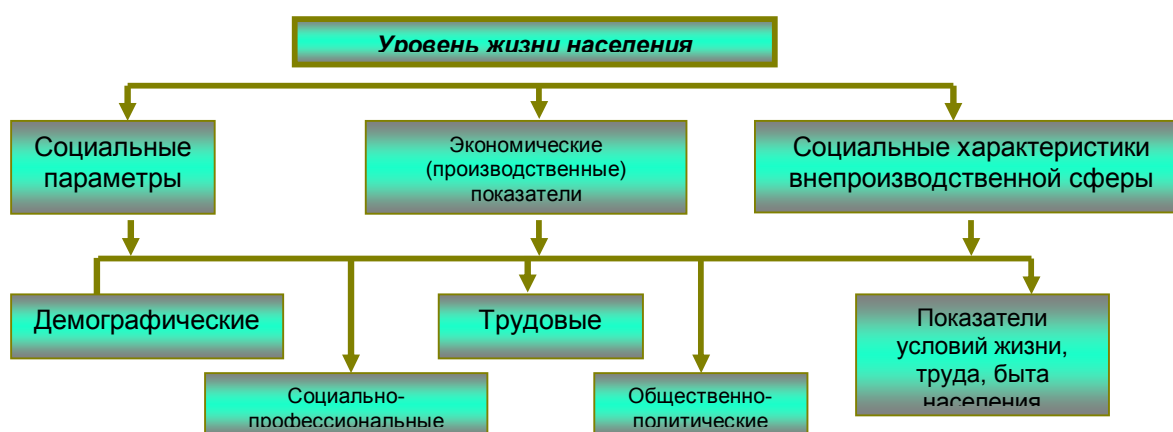 Уровень жизни населения
Социальные
параметры
Экономические
(производственные)
показатели
Социальные характеристики
внепроизводственной сферы
Демографические
Социально-
профессиональные
Трудовые
Общественно-
политические
Показатели
условий жизни,
труда, быта
населения